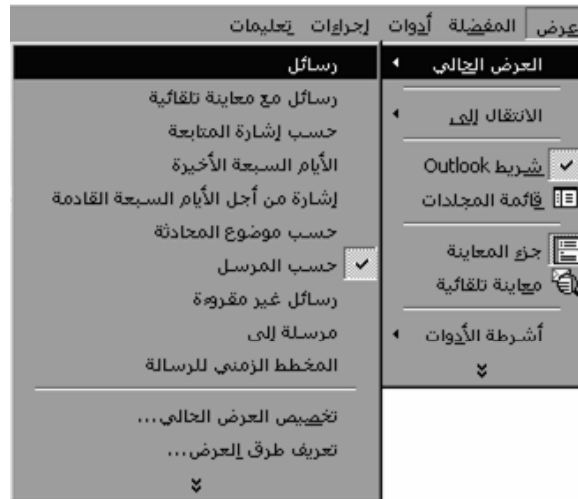 عرض المفضلة أدوات إجراءات تعليمات
العرض الحالي
الانتقال إلى
شريط Outlook
قائمة المجلدات
جزء المعاينة
معاينة تلقائية
أشرطة الأدوات
رسائل
رسائل مع معاينة تلقائية
حسب إشارة المتابعة
الأيام السبعة الأخيرة
إشارة من أجل الأيام السبعة القادمة
حسب موضوع المحادثة
حسب المرسل
رسائل غير مقروءة
مرسلة إلى
المخطط الزمني للرسالة
تخصيص العرض الحالي...
تعريف طرق العرض...